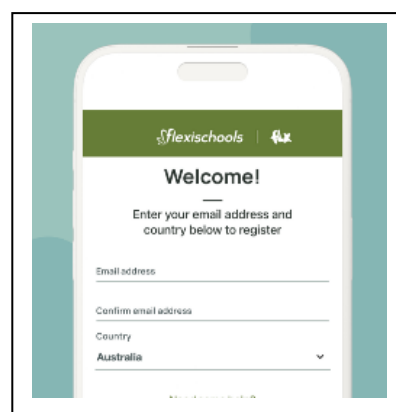 flexischools | flx
Welcome!
Enter your email address and
country below to register
Email address
Confirm email address
Country
Australia